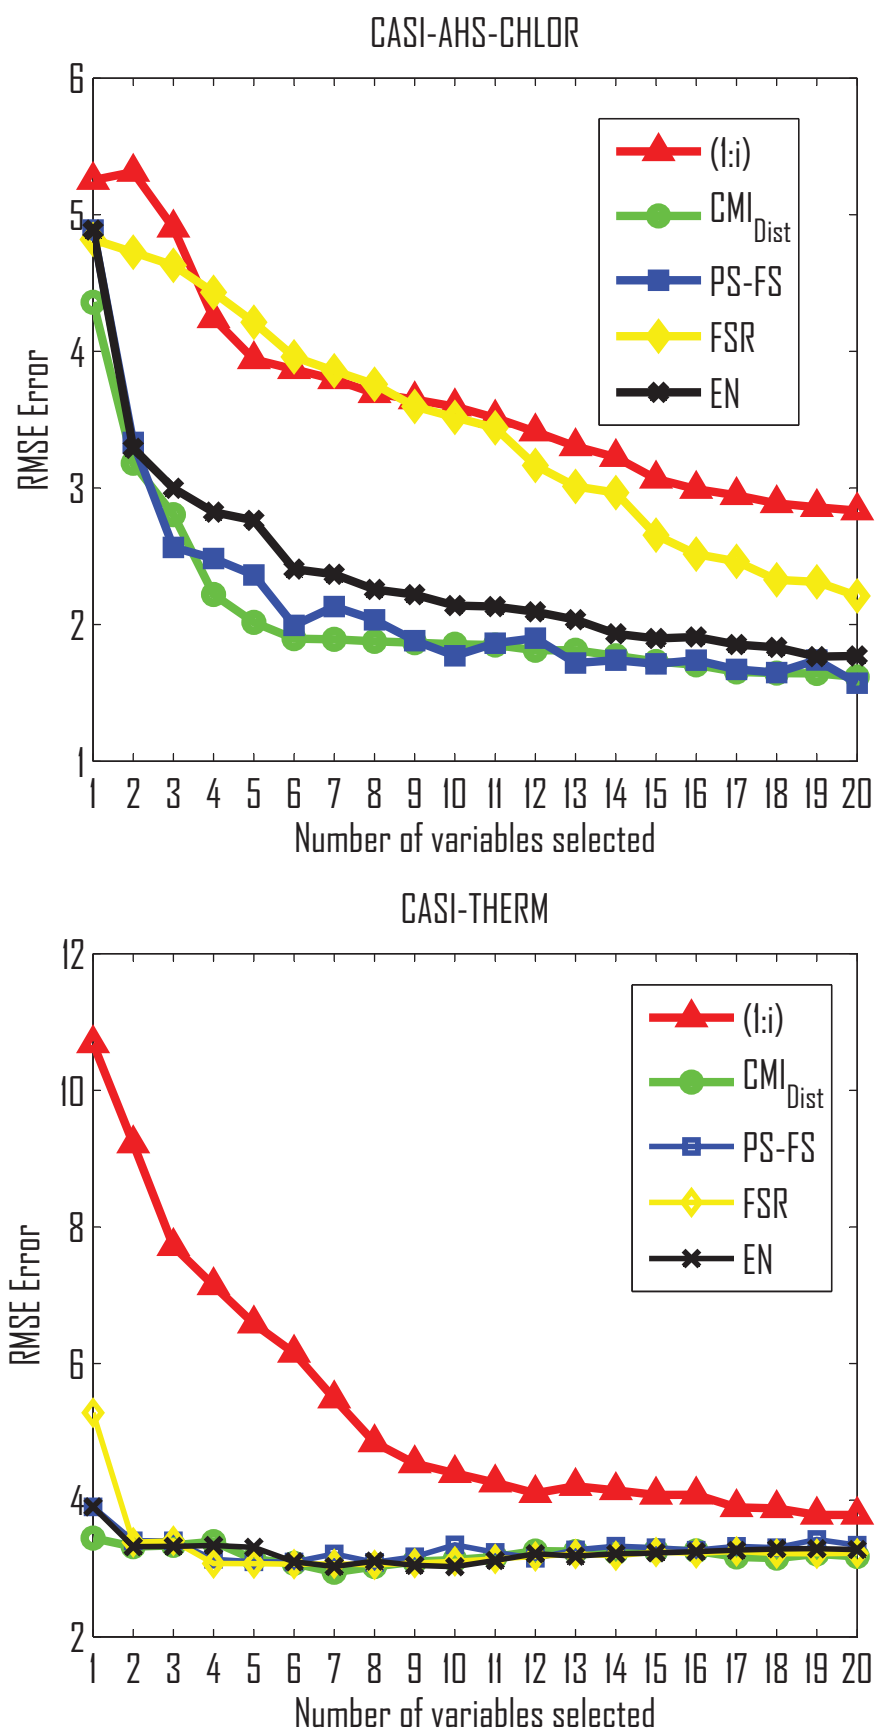 CASI-AHS-CHLOR
6
5
4
3
2
1
RMSE Error
(1:i)
CMI_Dist
PS-FS
FSR
EN
1 2 3 4 5 6 7 8 9 10 11 12 13 14 15 16 17 18 19 20
Number of variables selected
CASI-THERM
12
10
8
6
4
2
RMSE Error
(1:i)
CMI_Dist
PS-FS
FSR
EN
1 2 3 4 5 6 7 8 9 10 11 12 13 14 15 16 17 18 19 20
Number of variables selected